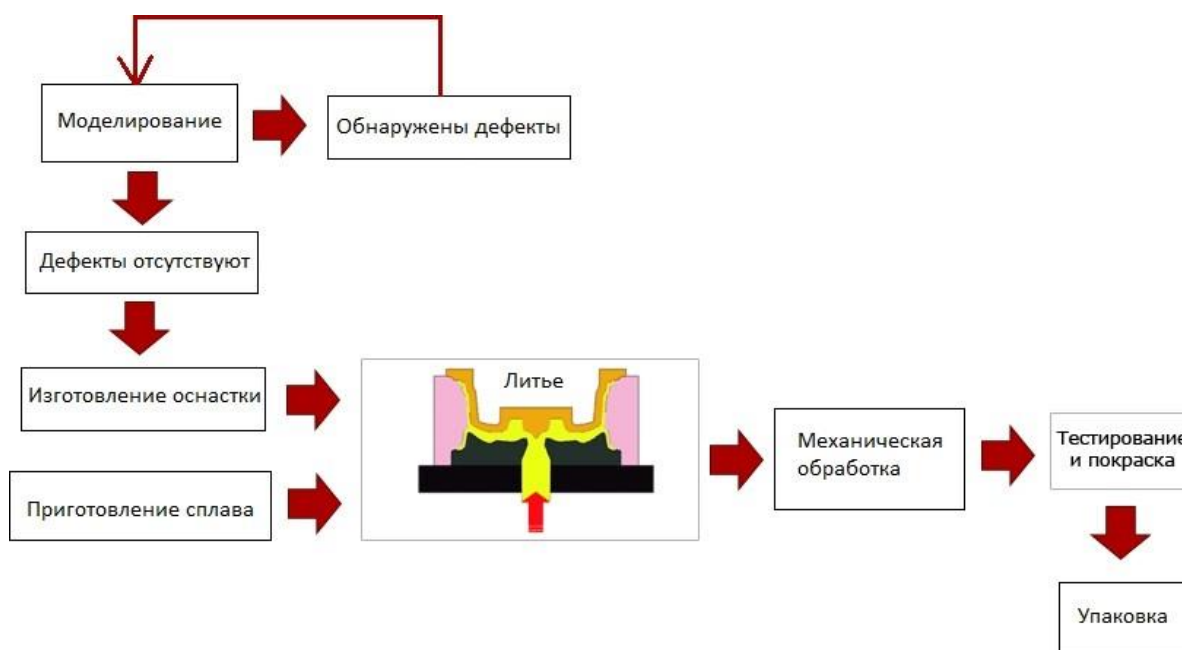 Моделирование
Обнаружены дефекты
Дефекты отсутствуют
Изготовление оснастки
Литье
Приготовление сплава
Механическая
обработка
Тестирование
и покраска
Упаковка